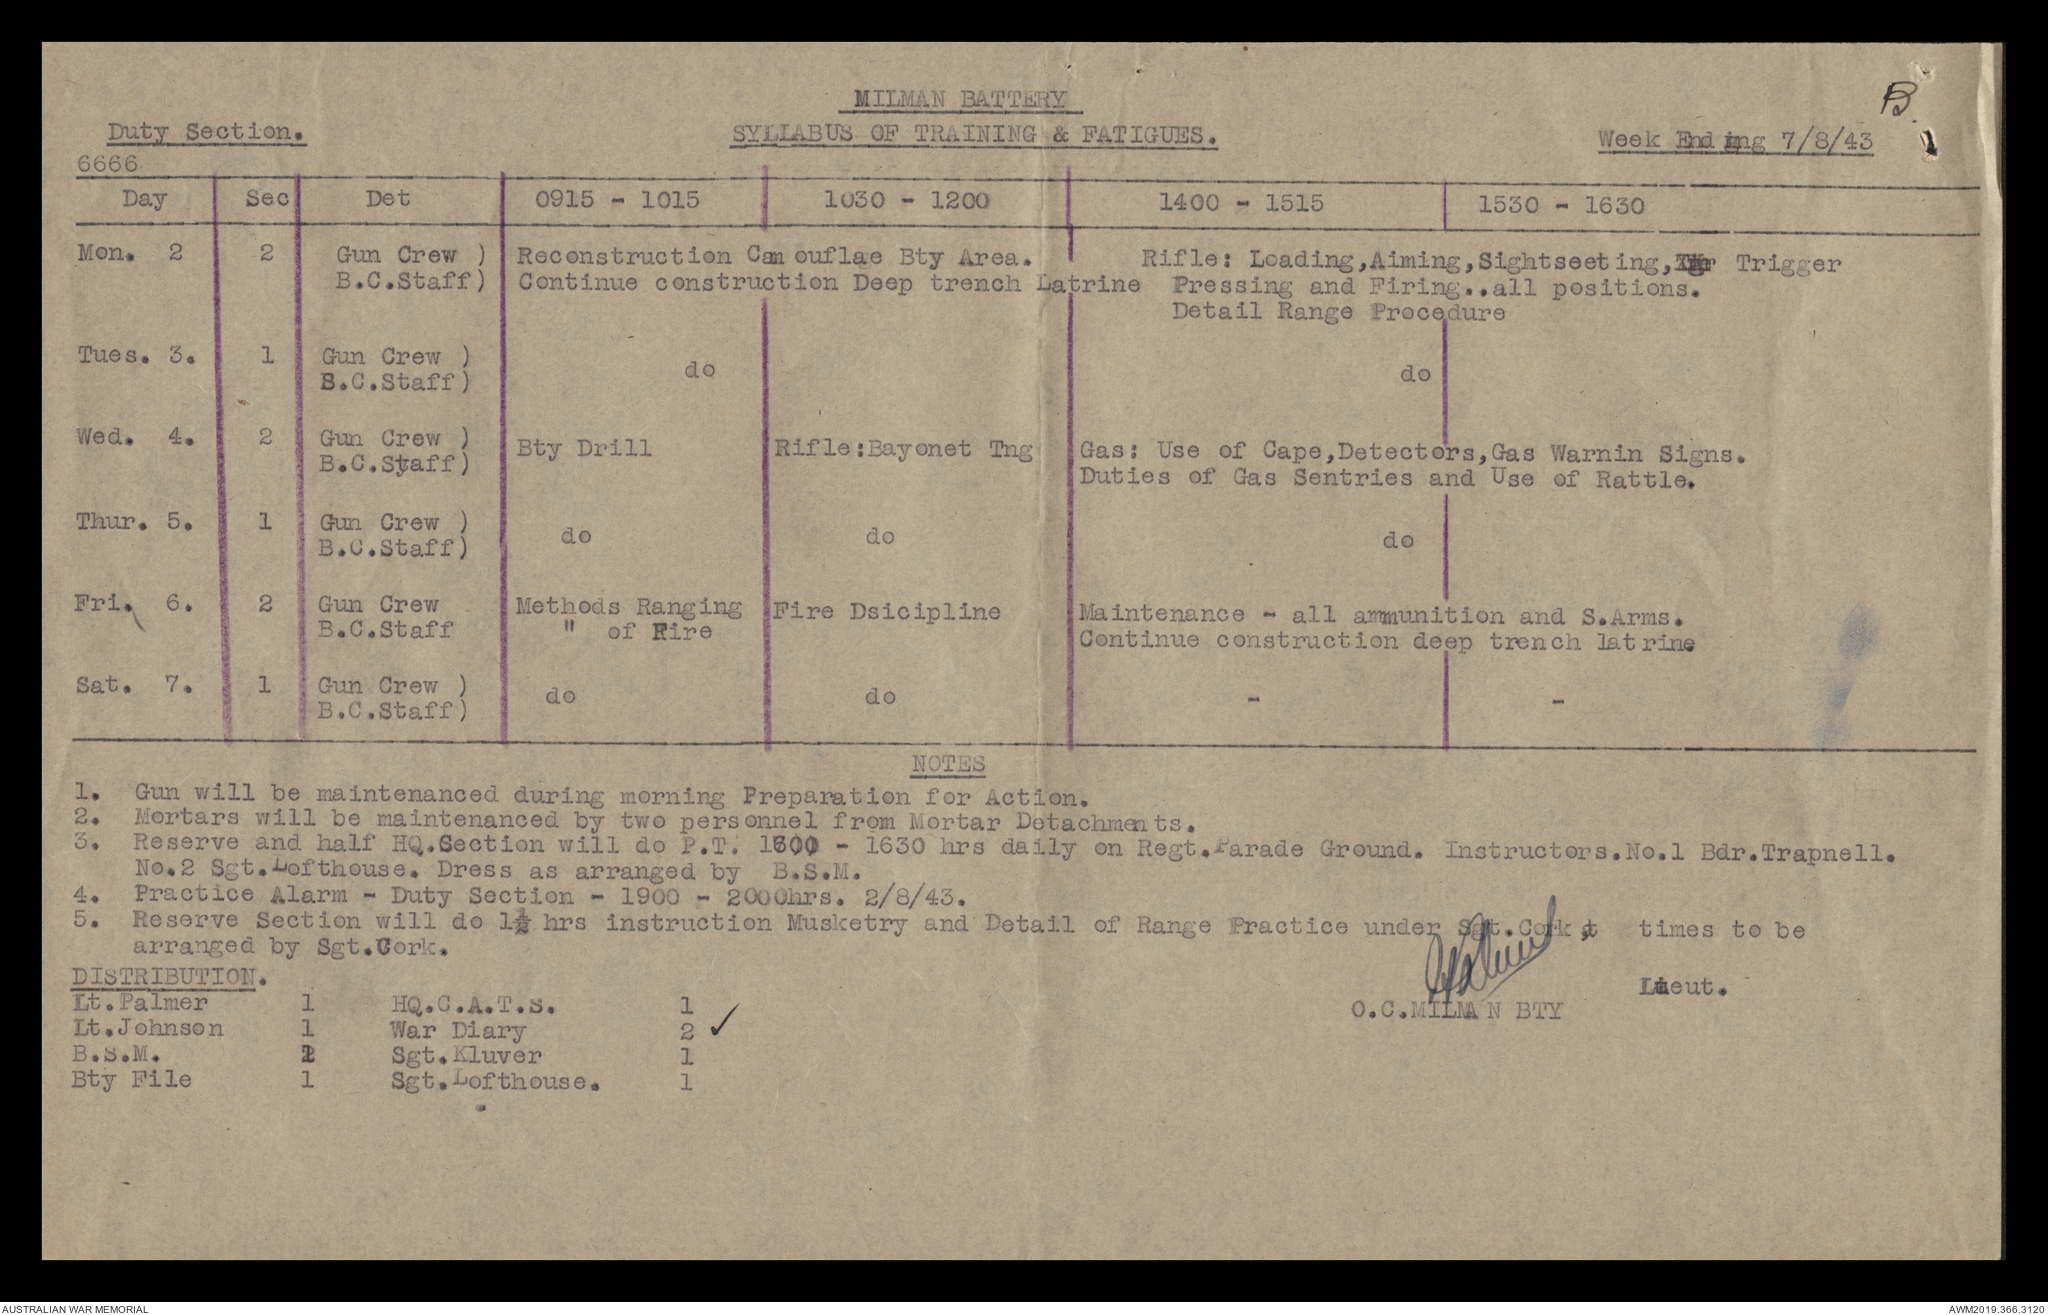 B.
1
MILMAN BATTERY
Duty Section. SYLLABUS OF TRAINING & FATIGUES. Week Ending 7/8/43
6666
Day Sec Det 0915 - 1015 1030 - 1200 1400 - 1515 1530 - 1630
Mon. 2 2 Gun Crew ) Reconstruction Camouflae Bty Area. Rifle: Loading,Aiming,Sightseeting, Trigger
B.C.Staff) Continue construction Deep trench Latrine Pressing and Firing..all positions.
Detail Range Procedure
Tues. 3. 1 Gun Crew ) do do
B.C.Staff)
Wed. 4. 2 Gun Crew ) Bty Drill Rifle:Bayonet Tng Gas: Use of Cape,Detectors,Gas Warnin Signs.
B.C.Staff) Duties of Gas Sentries and Use of Rattle.
Thur. 5. 1 Gun Crew ) do do do
B.C.Staff)
Fri. 6. 2 Gun Crew Methods Ranging Fire Dsicipline Maintenance - all ammunition and S.Arms.
B.C.Staff " of Fire Continue construction deep trench latrine
Sat. 7. 1 Gun Crew ) do do - -
B.C.Staff)
NOTES
1. Gun will be maintenanced during morning Preparation for Action.
2. Mortars will be maintenanced by two personnel from Mortar Detachments.
3. Reserve and half HQ.Section will do P.T. 1600 - 1630 hrs daily on Regt.Parade Ground. Instructors.No.1 Bdr.Trapnell.
No.2 Sgt.Lofthouse. Dress as arranged by B.S.M.
4. Practice Alarm - Duty Section - 1900 - 2000hrs. 2/8/43.
5. Reserve Section will do 1½ hrs instruction Musketry and Detail of Range Practice under Sgt.Cork at times to be
arranged by Sgt.Cork.
DISTRIBUTION.
Lieut.
Lt.Palmer 1 HQ.C.A.T.S. 1 O.C.MILMAN BTY
Lt.Johnson 1 War Diary 2 ✓
B.S.M. 2 Sgt.Kluver 1
Bty File 1 Sgt.Lofthouse. 1
AUSTRALIAN WAR MEMORIAL AWM2019.366.3120